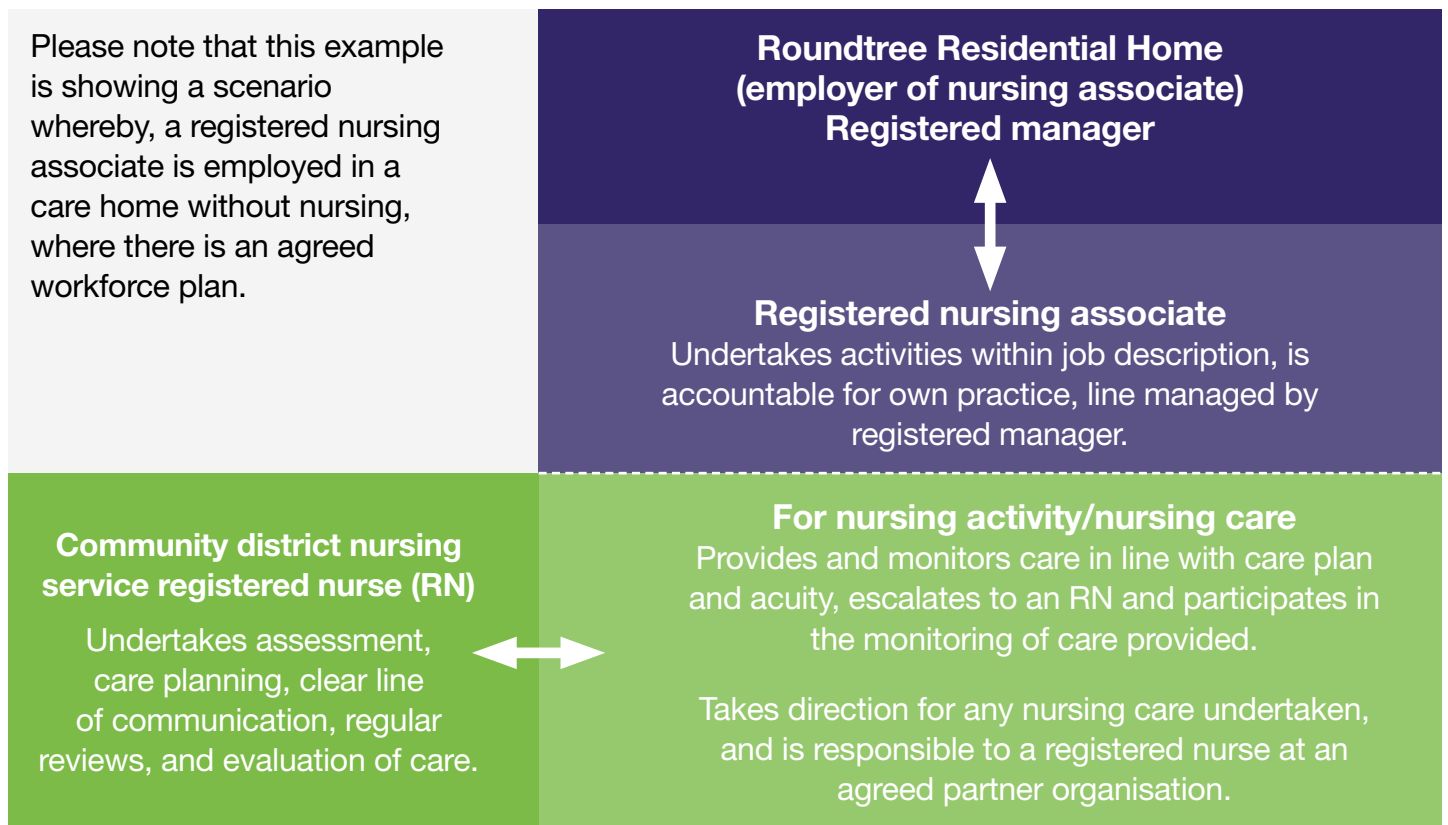 Please note that this example
is showing a scenario
whereby, a registered nursing
associate is employed in a
care home without nursing,
where there is an agreed
workforce plan.
Roundtree Residential Home
(employer of nursing associate)
Registered manager
Registered nursing associate
Undertakes activities within job description, is
accountable for own practice, line managed by
registered manager.
Community district nursing
service registered nurse (RN)
Undertakes assessment,
care planning, clear line
of communication, regular
reviews, and evaluation of care.
For nursing activity/nursing care
Provides and monitors care in line with care plan
and acuity, escalates to an RN and participates in
the monitoring of care provided.
Takes direction for any nursing care undertaken,
and is responsible to a registered nurse at an
agreed partner organisation.